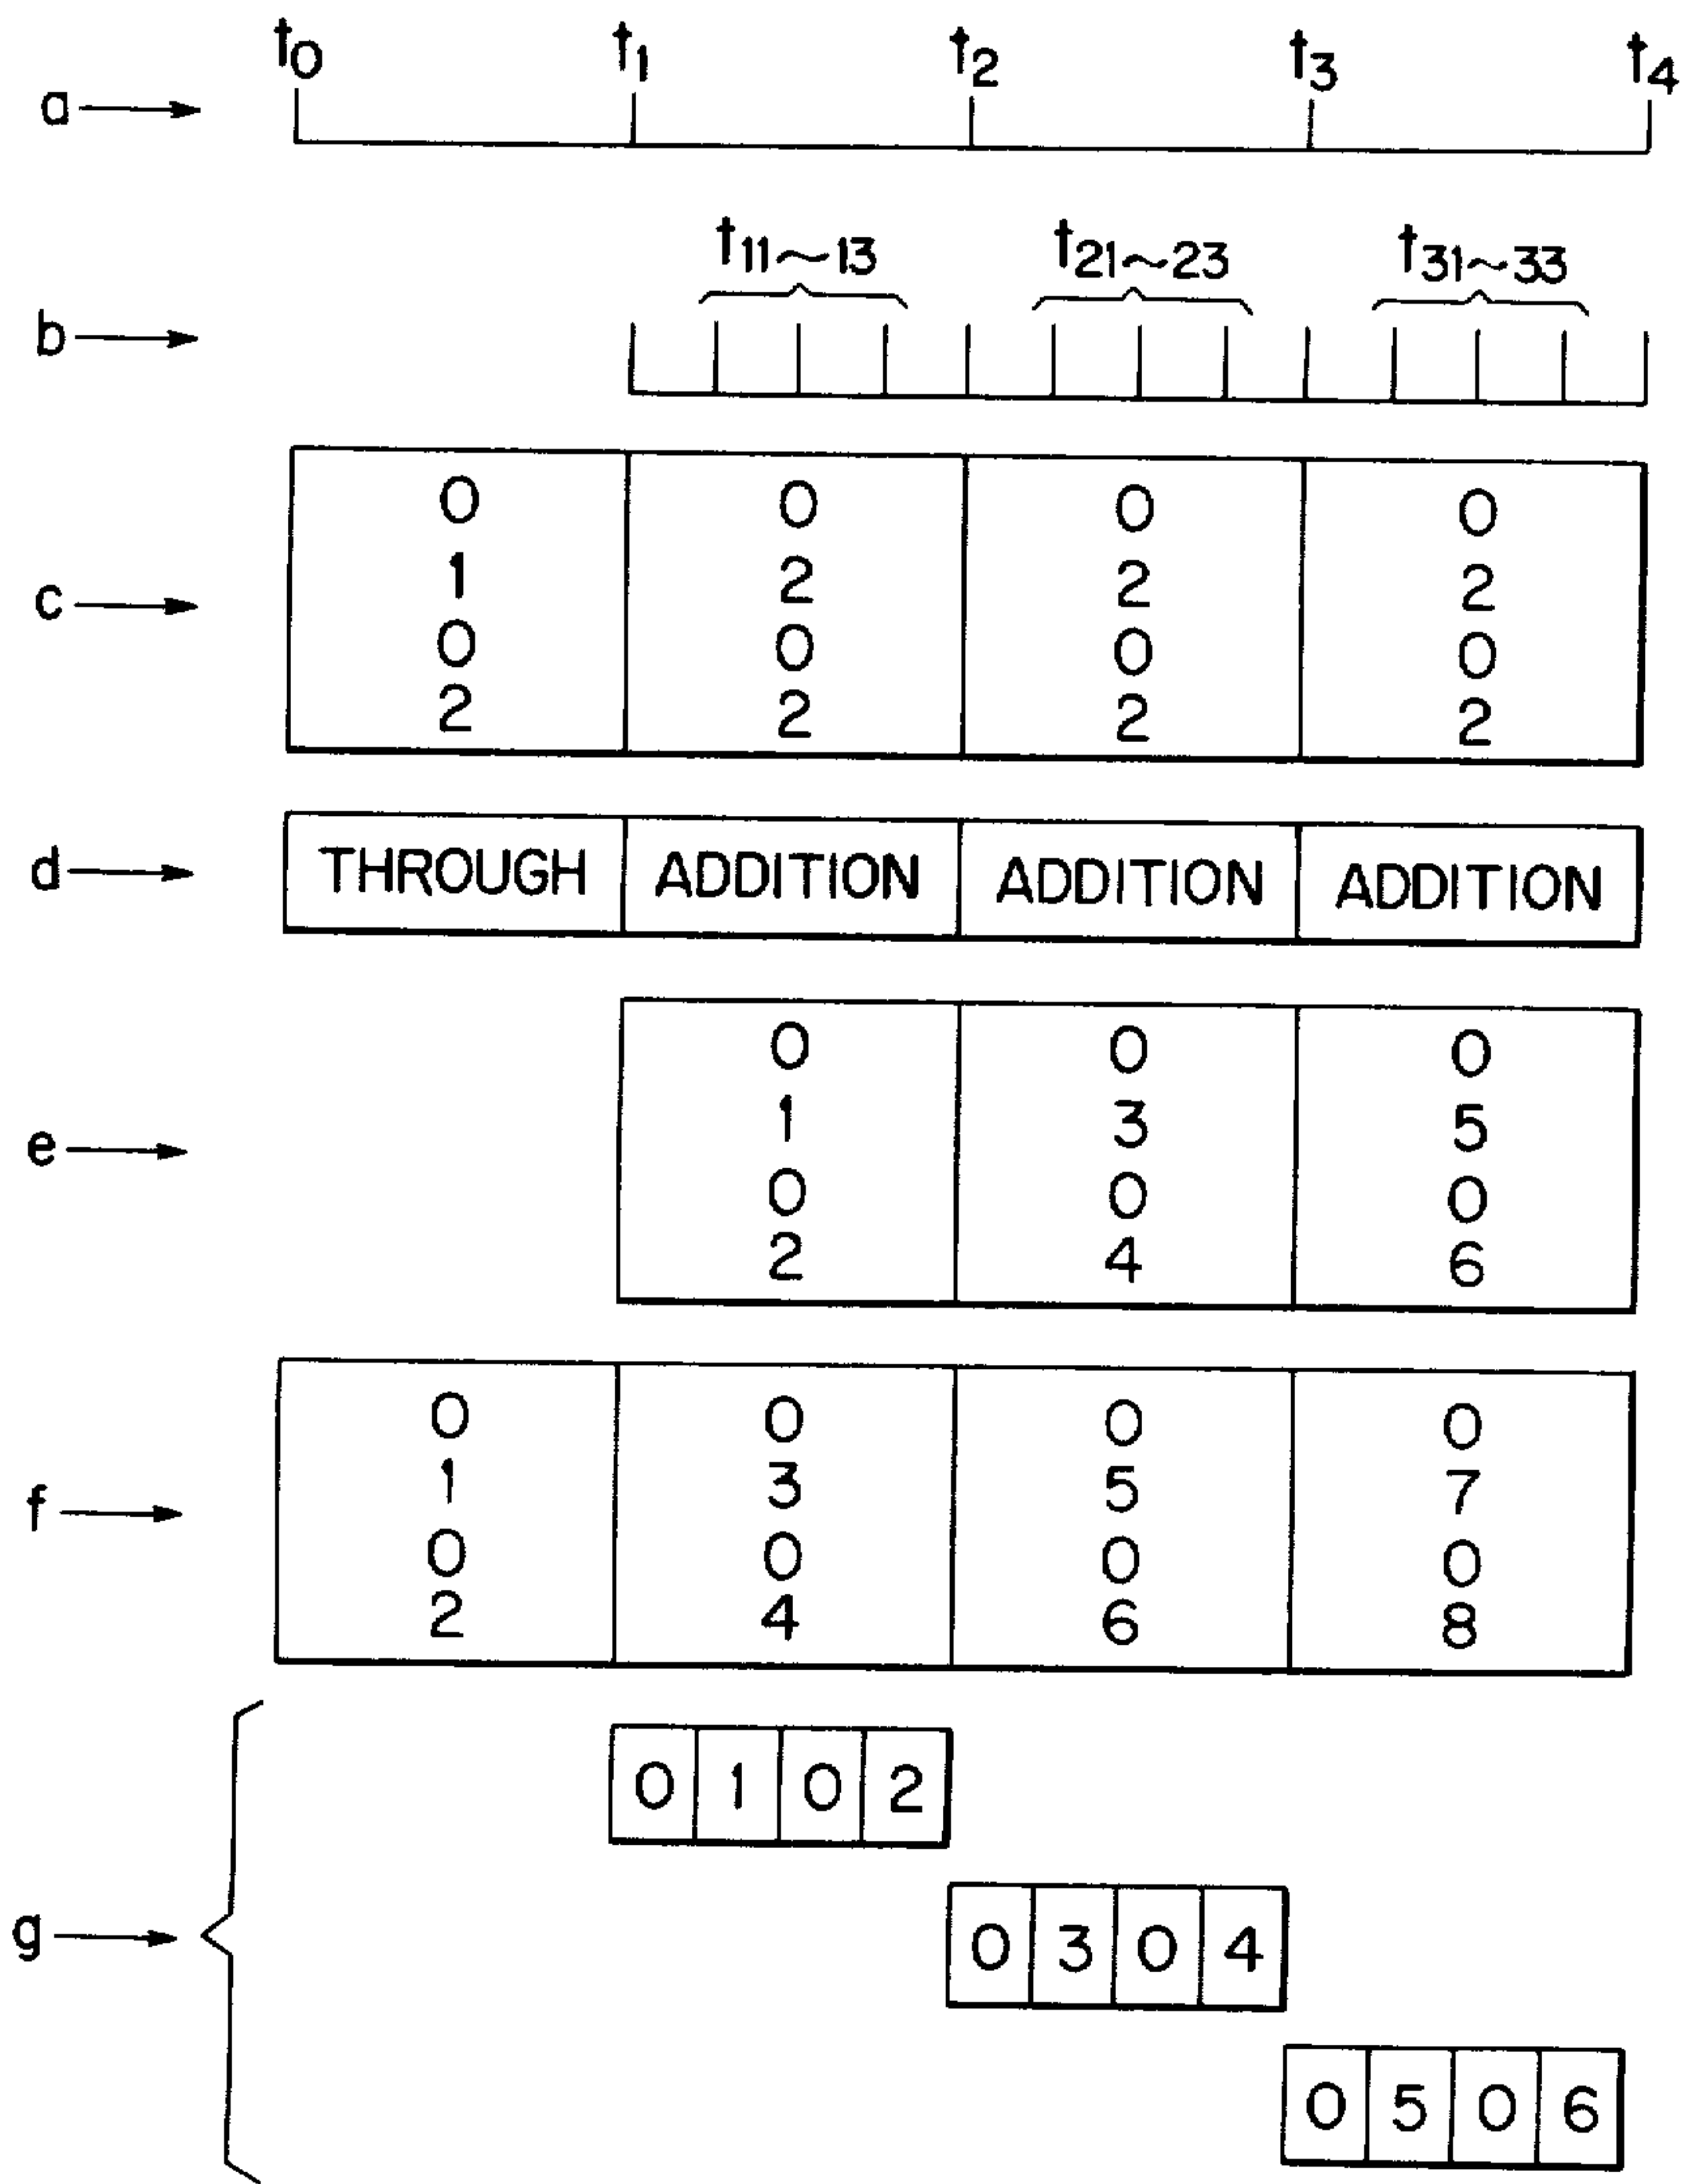 t0 t1 t2 t3 t4
a
t11~13 t21~23 t31~33
b
0 0 0 0
1 2 2 2
c
0 0 0 0
2 2 2 2
d THROUGH ADDITION ADDITION ADDITION
0 0 0
1 3 5
e
0 0 0
2 4 6
0 0 0 0
1 3 5 7
f
0 0 0 0
2 4 6 8
0 1 0 2
g 0 3 0 4
0 5 0 6